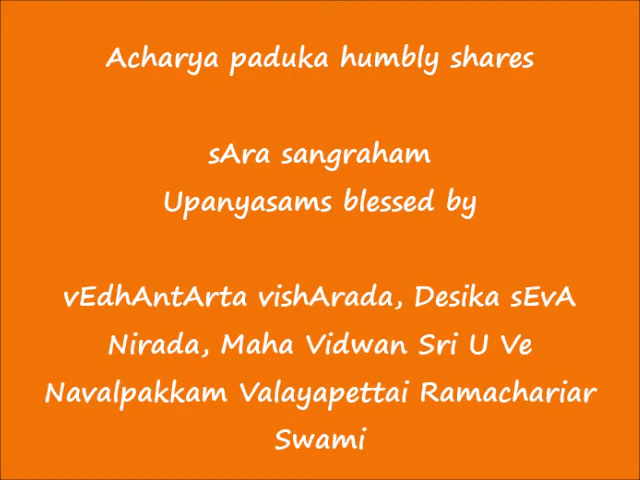 Acharya paduka humbly shares
sAra sangraham
Upanyasams blessed by
vEdhAntArta vishArada, Desika sEvA
Nirada, Maha Vidwan Sri U Ve
Navalpakkam Valayapettai Ramachariar
Swami